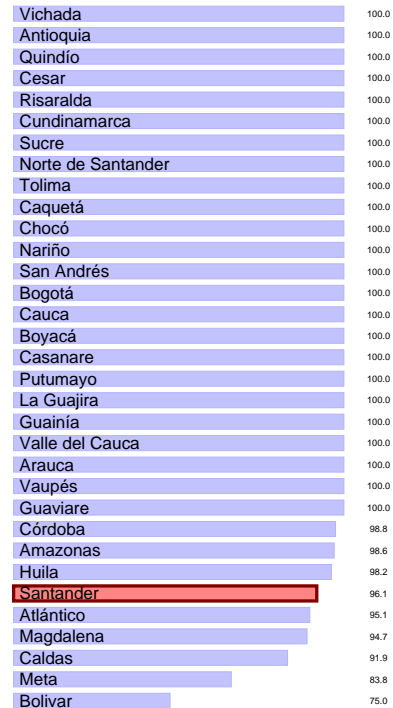 Vichada 100.0
Antioquia 100.0
Quindío 100.0
Cesar 100.0
Risaralda 100.0
Cundinamarca 100.0
Sucre 100.0
Norte de Santander 100.0
Tolima 100.0
Caquetá 100.0
Chocó 100.0
Nariño 100.0
San Andrés 100.0
Bogotá 100.0
Cauca 100.0
Boyacá 100.0
Casanare 100.0
Putumayo 100.0
La Guajira 100.0
Guainía 100.0
Valle del Cauca 100.0
Arauca 100.0
Vaupés 100.0
Guaviare 100.0
Córdoba 98.8
Amazonas 98.6
Huila 98.2
Santander 96.1
Atlántico 95.1
Magdalena 94.7
Caldas 91.9
Meta 83.8
Bolivar 75.0